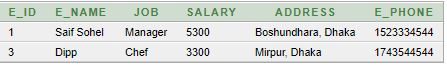 E_ID E_NAME JOB SALARY ADDRESS E_PHONE
1 Saif Sohel Manager 5300 Boshundhara, Dhaka 1523334544
3 Dipp Chef 3300 Mirpur, Dhaka 1743544544